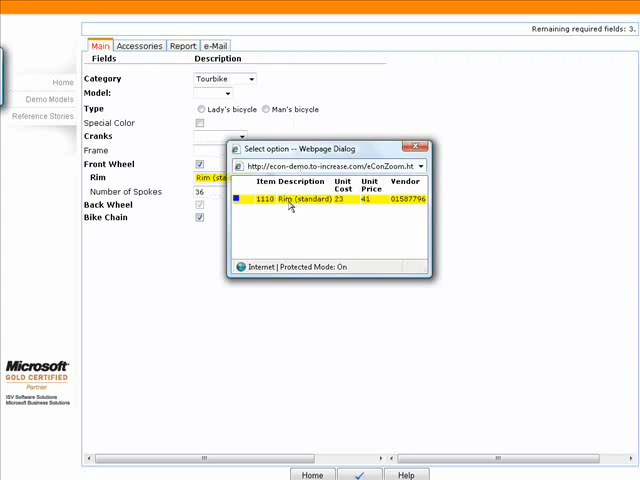 Remaining required fields: 3.
Main Accessories Report e-Mail
Fields Description
Home
Demo Models
Reference Stories
Category Tourbike
Model:
Type Lady's bicycle Man's bicycle
Special Color
Cranks
Frame
Front Wheel
Rim Rim (sta
Number of Spokes 36
Back Wheel
Bike Chain
Select option -- Webpage Dialog
http://econ-demo.to-increase.com/eConZoom.ht
Item Description Unit Cost Unit Price Vendor
1110 Rim (standard) 23 41 01587796
Internet | Protected Mode: On
Microsoft
GOLD CERTIFIED
Partner
ISV Software Solutions
Microsoft Business Solutions
Home Help